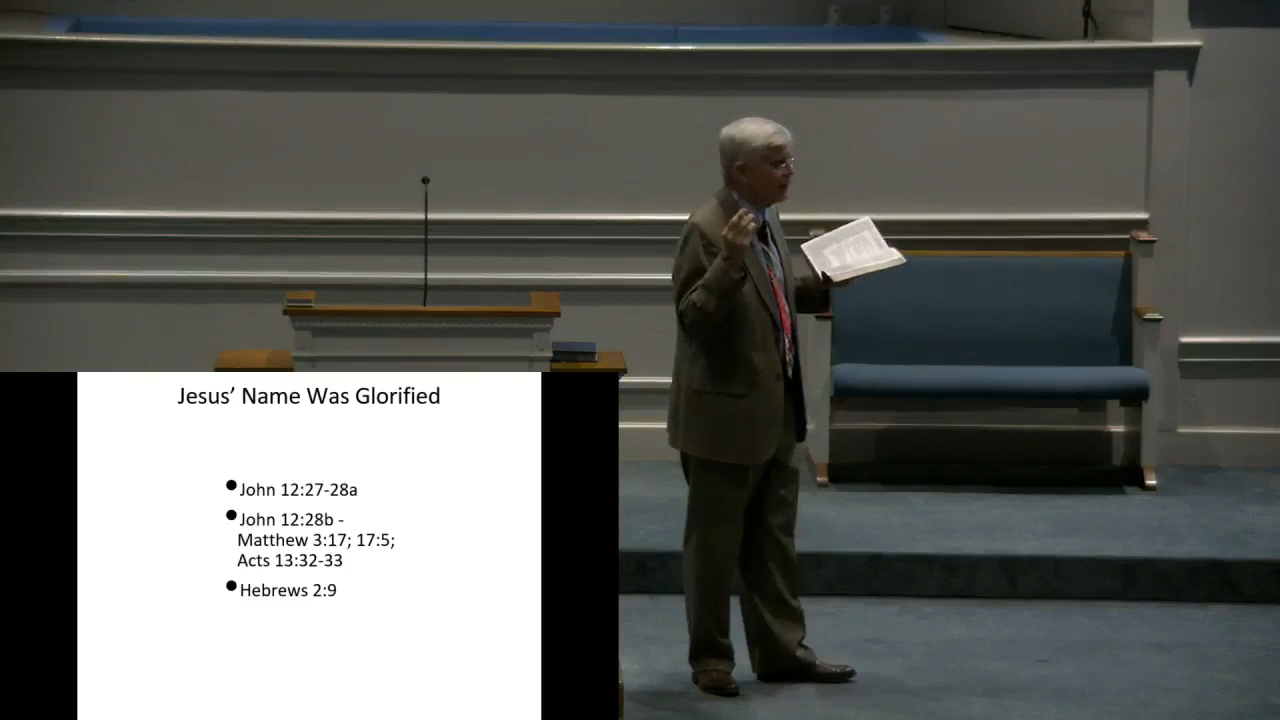 Jesus’ Name Was Glorified
John 12:27-28a
John 12:28b -
Matthew 3:17; 17:5;
Acts 13:32-33
Hebrews 2:9